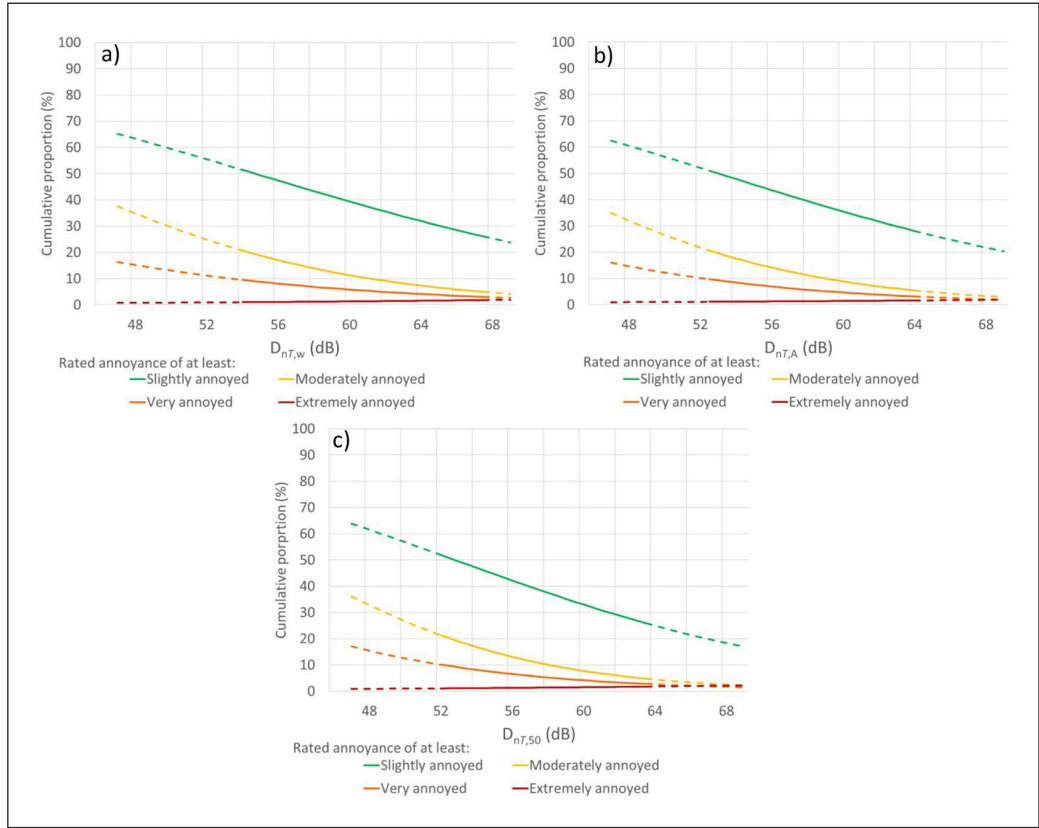 a)
Cumulative proportion (%)
100
90
80
70
60
50
40
30
20
10
0
48 52 56 60 64 68
DnT,w (dB)
Rated annoyance of at least:
Slightly annoyed Moderately annoyed
Very annoyed Extremely annoyed
b)
Cumulative proportion (%)
100
90
80
70
60
50
40
30
20
10
0
48 52 56 60 64 68
DnT,A (dB)
Rated annoyance of at least:
Slightly annoyed Moderately annoyed
Very annoyed Extremely annoyed
c)
Cumulative porprtion (%)
100
90
80
70
60
50
40
30
20
10
0
48 52 56 60 64 68
DnT,50 (dB)
Rated annoyance of at least:
Slightly annoyed Moderately annoyed
Very annoyed Extremely annoyed